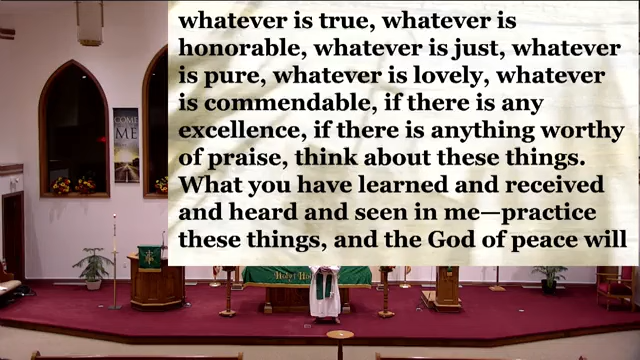 whatever is true, whatever is
honorable, whatever is just, whatever
is pure, whatever is lovely, whatever
is commendable, if there is any
excellence, if there is anything worthy
of praise, think about these things.
What you have learned and received
and heard and seen in me—practice
these things, and the God of peace will
COME
ME